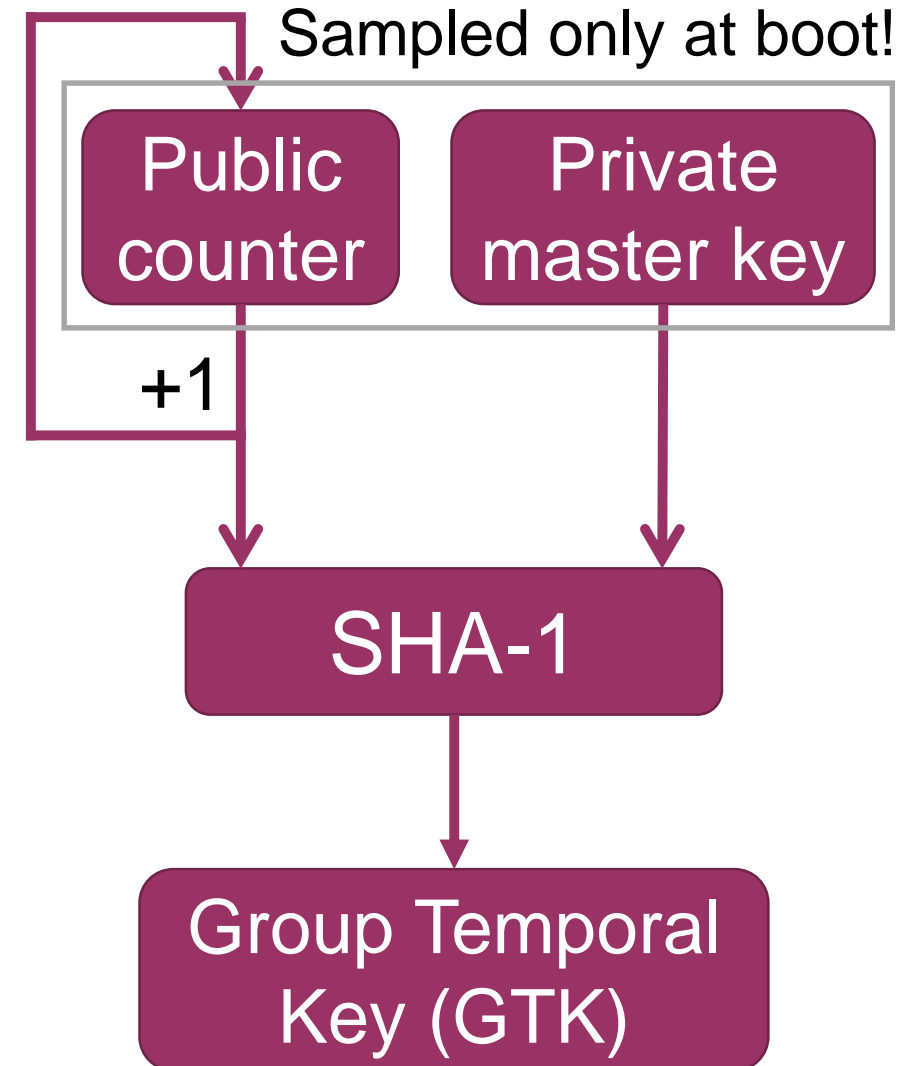 Sampled only at boot!
Public
counter
Private
master key
+1
SHA-1
Group Temporal
Key (GTK)